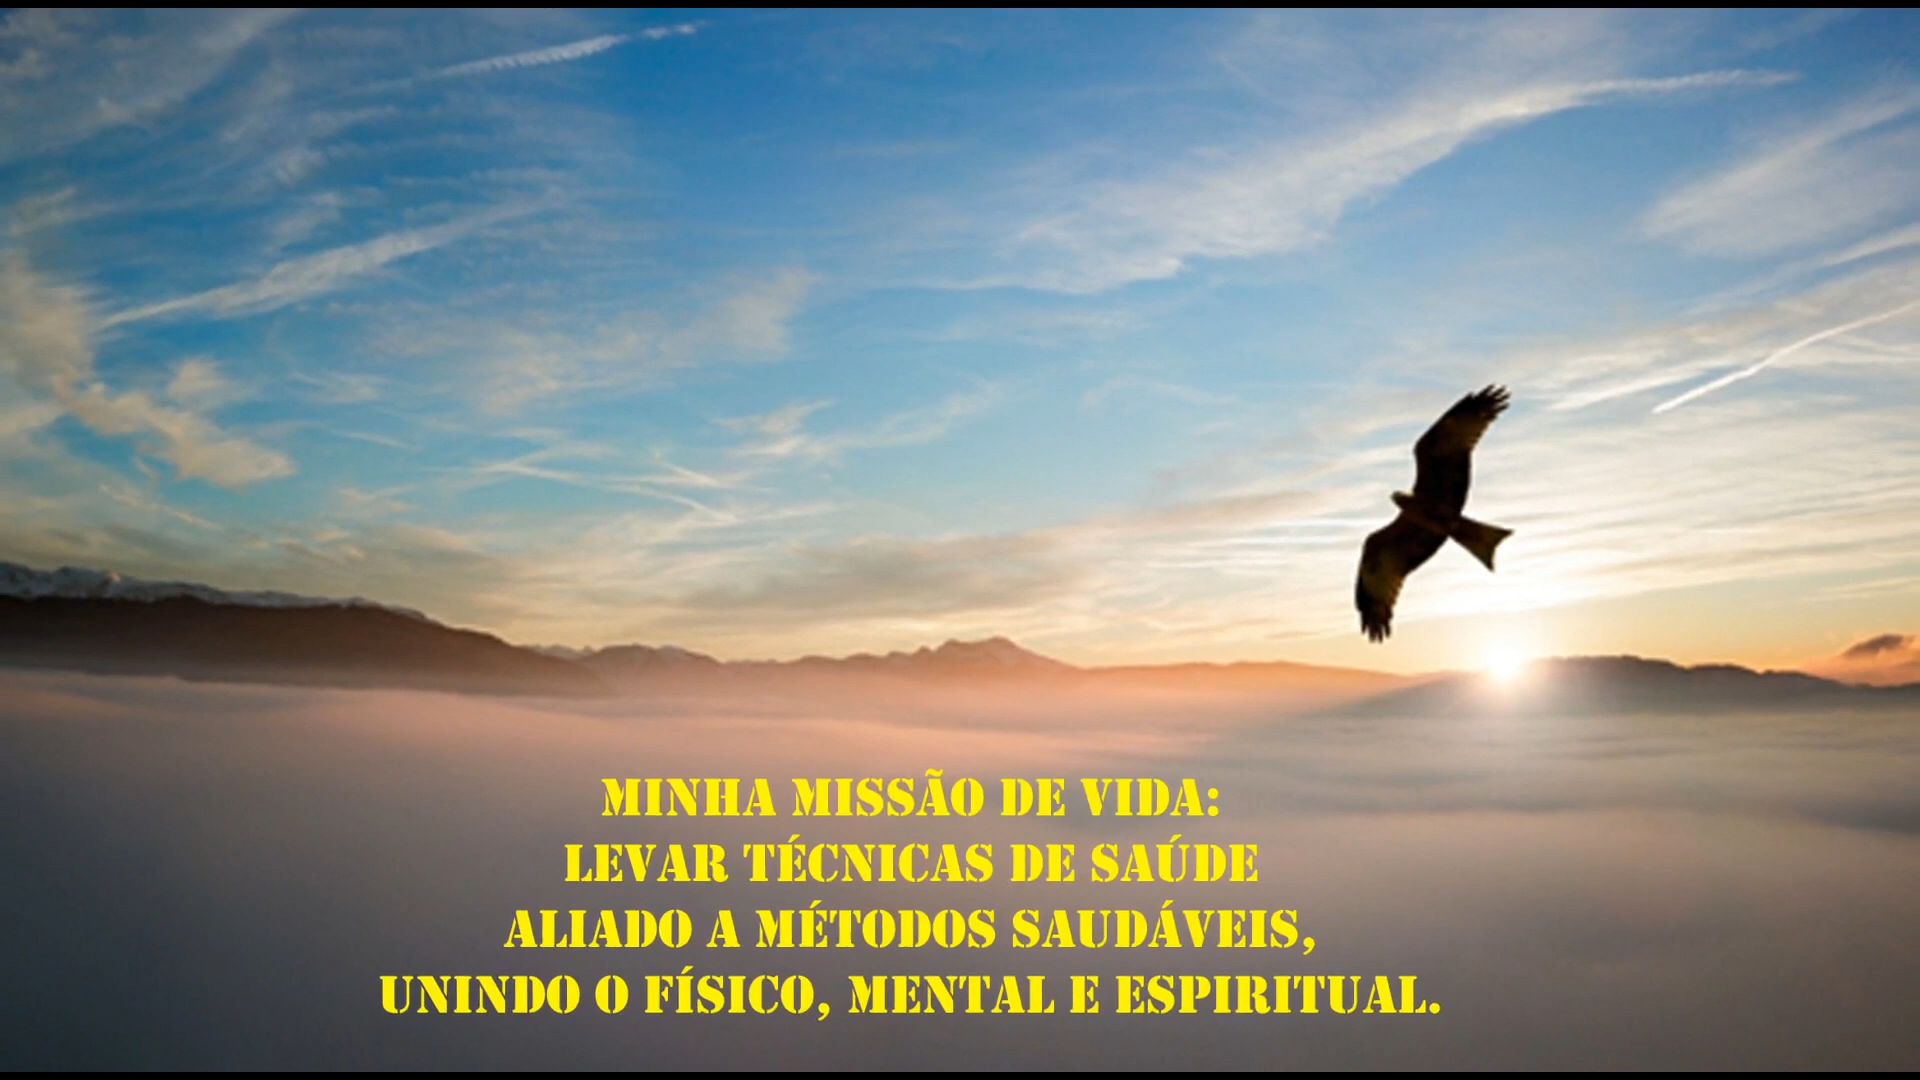 MINHA MISSÃO DE VIDA:
LEVAR TÉCNICAS DE SAÚDE
ALIADO A MÉTODOS SAUDÁVEIS,
UNINDO O FÍSICO, MENTAL E ESPIRITUAL.